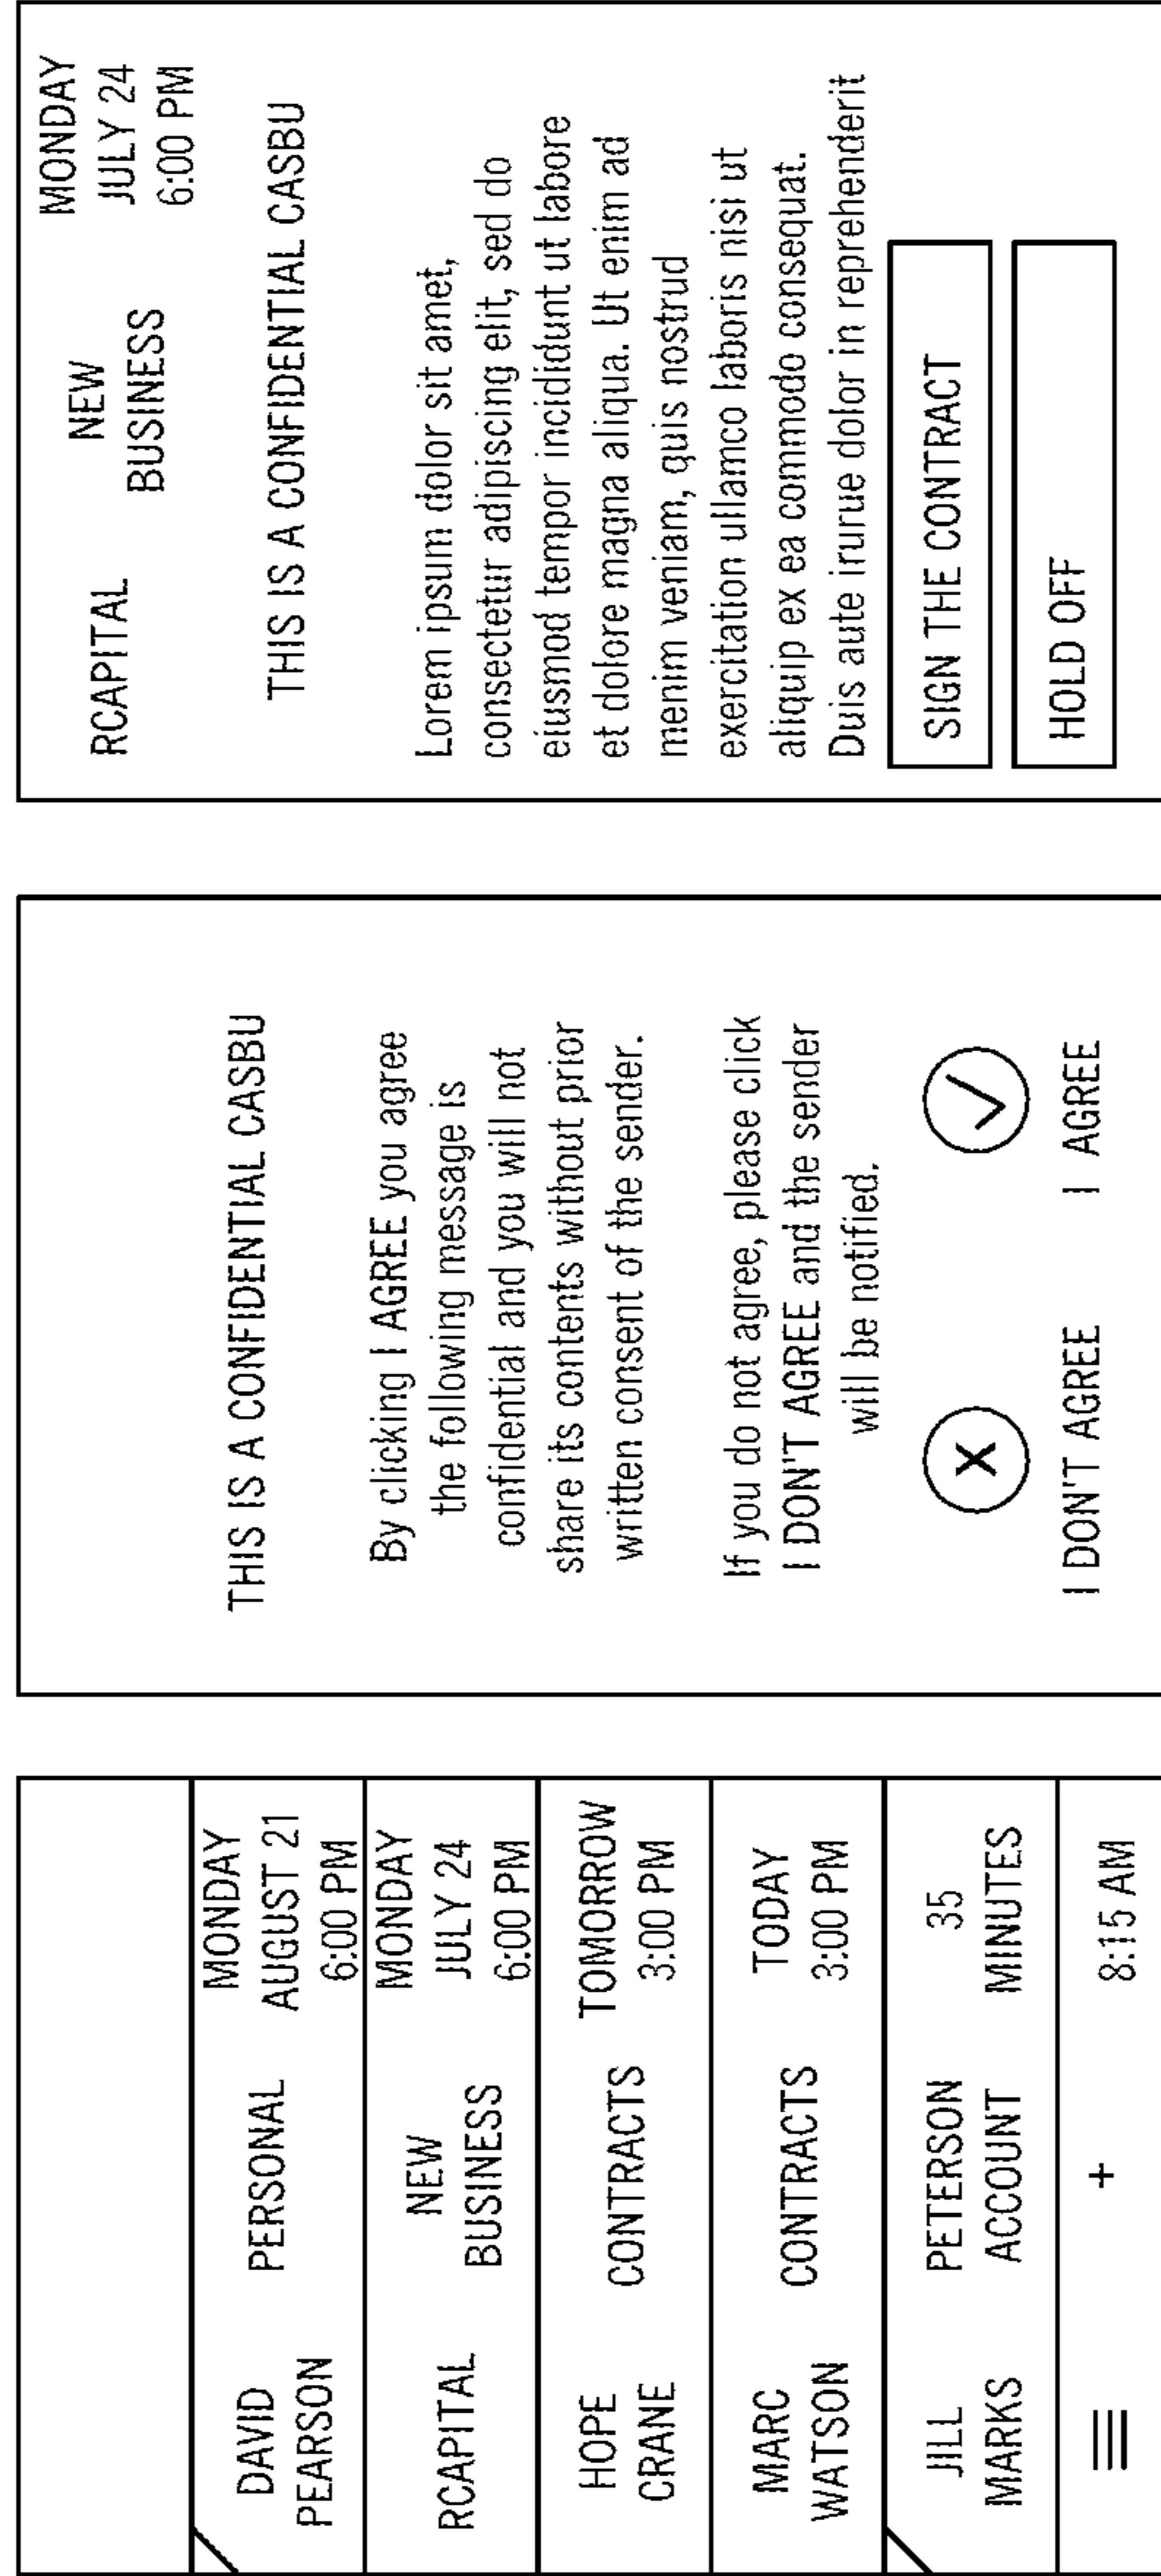 DAVID
PEARSON
PERSONAL
MONDAY
AUGUST 21
6:00 PM
RCAPITAL
NEW
BUSINESS
MONDAY
JULY 24
6:00 PM
HOPE
CRANE
CONTRACTS
TOMORROW
3:00 PM
MARC
WATSON
CONTRACTS
TODAY
3:00 PM
JILL
MARKS
PETERSON
ACCOUNT
35
MINUTES
+
8:15 AM
THIS IS A CONFIDENTIAL CASBU
By clicking I AGREE you agree
the following message is
confidential and you will not
share its contents without prior
written consent of the sender.
If you do not agree, please click
I DON'T AGREE and the sender
will be notified.
X
I DON'T AGREE
I AGREE
RCAPITAL
NEW
BUSINESS
MONDAY
JULY 24
6:00 PM
THIS IS A CONFIDENTIAL CASBU
Lorem ipsum dolor sit amet,
consectetur adipiscing elit, sed do
eiusmod tempor incididunt ut labore
et dolore magna aliqua. Ut enim ad
menim veniam, quis nostrud
exercitation ullamco laboris nisi ut
aliquip ex ea commodo consequat.
Duis aute irurue dolor in reprehenderit
SIGN THE CONTRACT
HOLD OFF